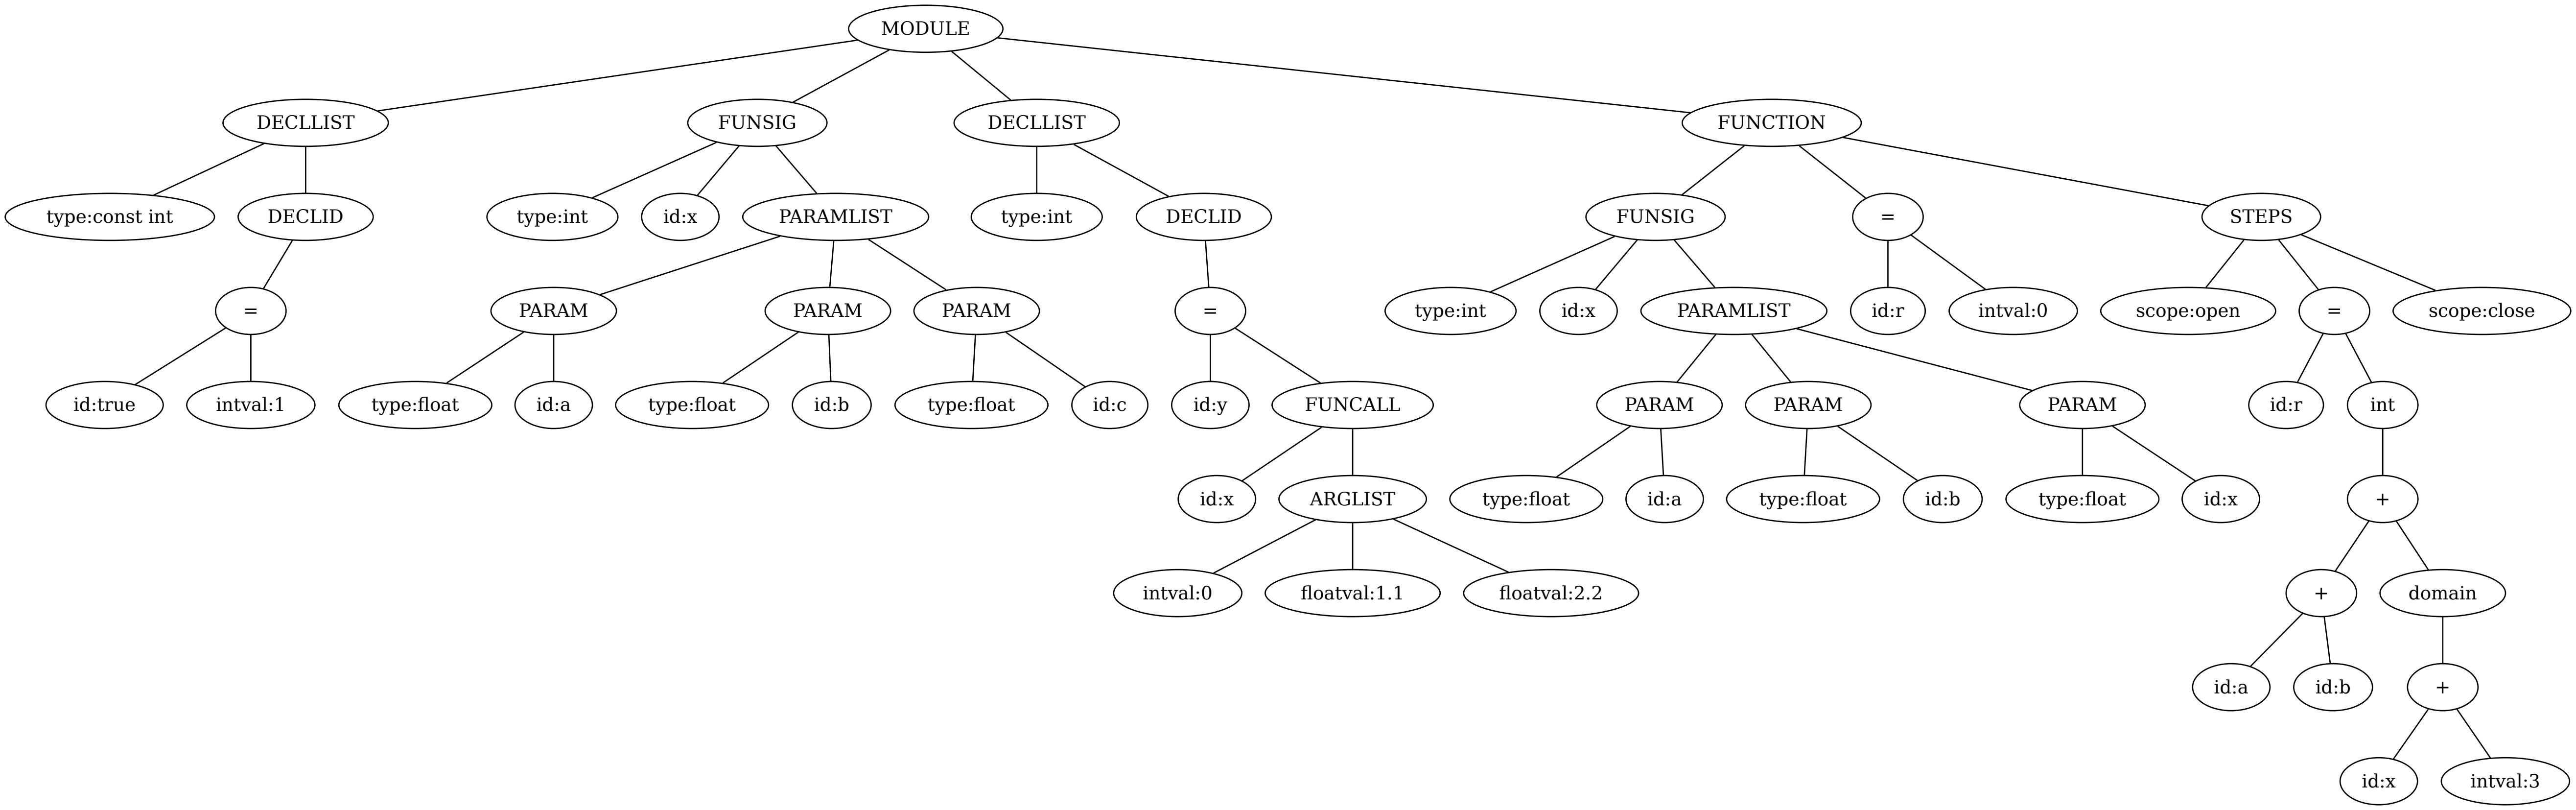 MODULE
DECLLIST FUNSIG DECLLIST FUNCTION
type:const int DECLID type:int id:x PARAMLIST type:int DECLID FUNSIG = STEPS
= PARAM PARAM PARAM = type:int id:x PARAMLIST id:r intval:0 scope:open = scope:close
id:true intval:1 type:float id:a type:float id:b type:float id:c id:y FUNCALL PARAM PARAM PARAM id:r int
id:x ARGLIST type:float id:a type:float id:b type:float id:x +
intval:0 floatval:1.1 floatval:2.2 + domain
id:a id:b +
id:x intval:3